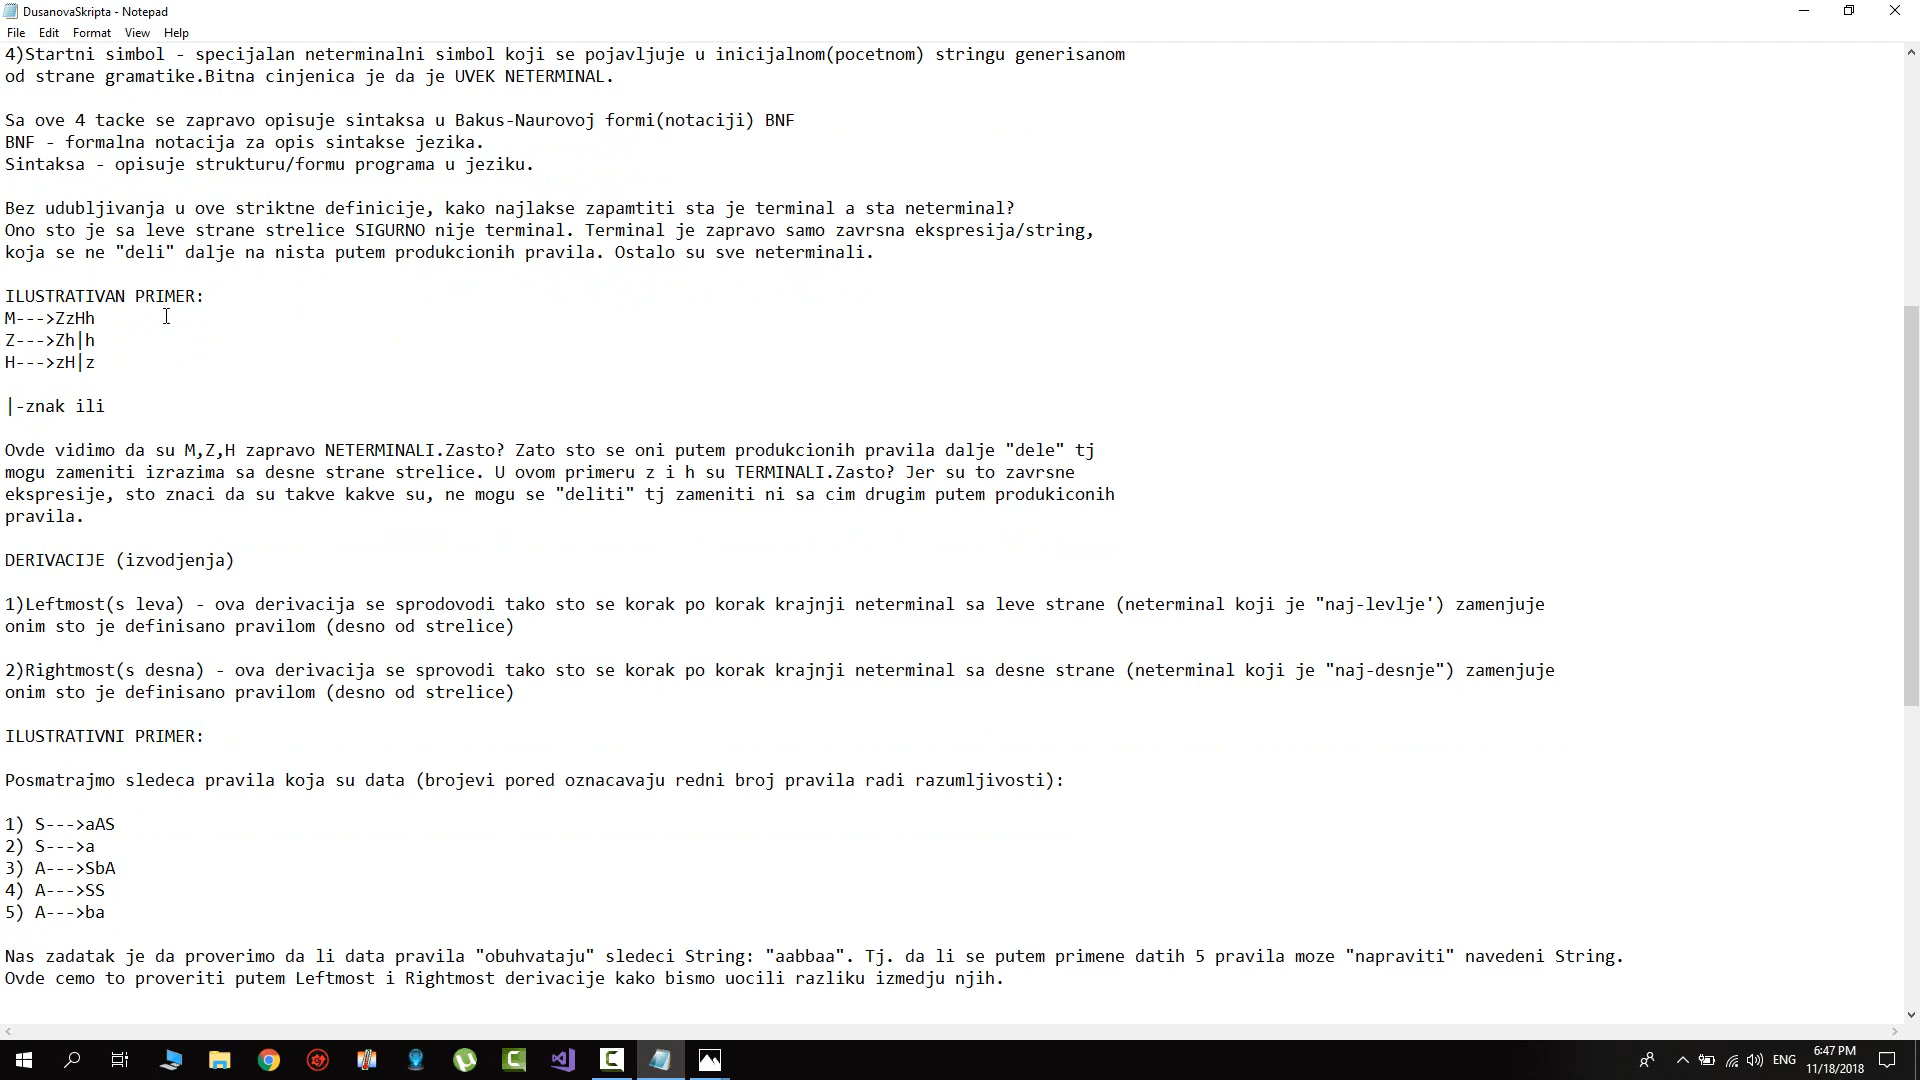 DusanovaSkripta - Notepad
File Edit Format View Help
4)Startni simbol - specijalan neterminalni simbol koji se pojavljuje u inicijalnom(pocetnom) stringu generisanom
od strane gramatike.Bitna cinjenica je da je UVEK NETERMINAL.
Sa ove 4 tacke se zapravo opisuje sintaksa u Bakus-Naurovoj formi(notaciji) BNF
BNF - formalna notacija za opis sintakse jezika.
Sintaksa - opisuje strukturu/formu programa u jeziku.
Bez udubljivanja u ove striktne definicije, kako najlakse zapamtiti sta je terminal a sta neterminal?
Ono sto je sa leve strane strelice SIGURNO nije terminal. Terminal je zapravo samo zavrsna ekspresija/string,
koja se ne "deli" dalje na nista putem produkcionih pravila. Ostalo su sve neterminali.
ILUSTRATIVAN PRIMER:
M--->ZzHh
Z--->Zh|h
H--->zH|z
|-znak ili
Ovde vidimo da su M,Z,H zapravo NETERMINALI.Zasto? Zato sto se oni putem produkcionih pravila dalje "dele" tj
mogu zameniti izrazima sa desne strane strelice. U ovom primeru z i h su TERMINALI.Zasto? Jer su to zavrsne
ekspresije, sto znaci da su takve kakve su, ne mogu se "deliti" tj zameniti ni sa cim drugim putem produkiconih
pravila.
DERIVACIJE (izvodjenja)
1)Leftmost(s leva) - ova derivacija se sprodovodi tako sto se korak po korak krajnji neterminal sa leve strane (neterminal koji je "naj-levlje') zamenjuje
onim sto je definisano pravilom (desno od strelice)
2)Rightmost(s desna) - ova derivacija se sprovodi tako sto se korak po korak krajnji neterminal sa desne strane (neterminal koji je "naj-desnje") zamenjuje
onim sto je definisano pravilom (desno od strelice)
ILUSTRATIVNI PRIMER:
Posmatrajmo sledeca pravila koja su data (brojevi pored oznacavaju redni broj pravila radi razumljivosti):
1) S--->aAS
2) S--->a
3) A--->SbA
4) A--->SS
5) A--->ba
Nas zadatak je da proverimo da li data pravila "obuhvataju" sledeci String: "aabbaa". Tj. da li se putem primene datih 5 pravila moze "napraviti" navedeni String.
Ovde cemo to proveriti putem Leftmost i Rightmost derivacije kako bismo uocili razliku izmedju njih.
ENG
6:47 PM
11/18/2018